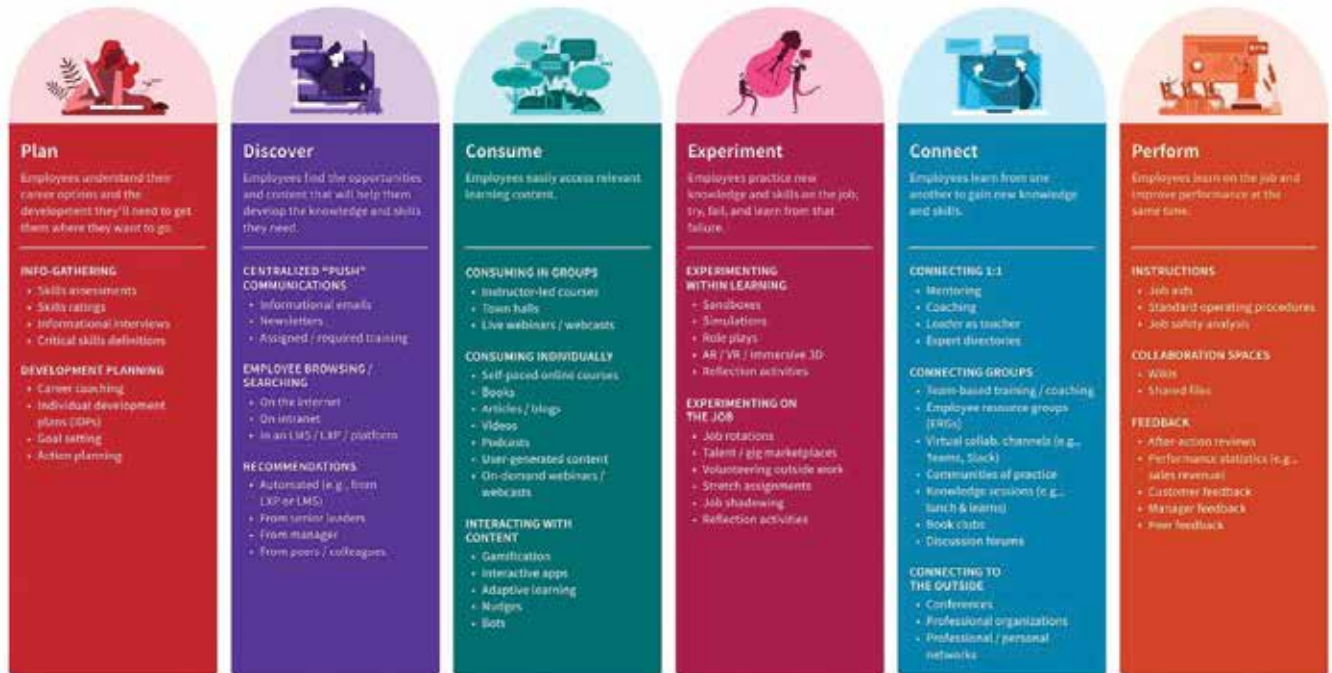 Plan
Employees understand their
career options and the
development they'll need to get
them where they want to go.
INFO-GATHERING
• Skills assessments
• Skills ratings
• Informational interviews
• Critical skills definitions
DEVELOPMENT PLANNING
• Career coaching
• Individual development
plans (IDPs)
• Goal setting
• Action planning
Discover
Employees find the opportunities
and content that will help them
develop the knowledge and skills
they need.
CENTRALIZED "PUSH"
COMMUNICATIONS
• Informational emails
• Newsletters
• Assigned / required training
EMPLOYEE BROWSING /
SEARCHING
• On the internet
• On intranet
• In an LMS / LXP / platform
RECOMMENDATIONS
• Automated (e.g., from
LXP or LMS)
• From senior leaders
• From manager
• From peers / colleagues
Consume
Employees easily access relevant
learning content.
CONSUMING IN GROUPS
• Instructor-led courses
• Town halls
• Live webinars / webcasts
CONSUMING INDIVIDUALLY
• Self-paced online courses
• Books
• Articles / blogs
• Videos
• Podcasts
• User-generated content
• On-demand webinars /
webcasts
INTERACTING WITH
CONTENT
• Gamification
• Interactive apps
• Adaptive learning
• Nudges
• Bots
Experiment
Employees practice new
knowledge and skills on the job;
try, fail, and learn from that
failure.
EXPERIMENTING
WITHIN LEARNING
• Sandboxes
• Simulations
• Role plays
• AR / VR / Immersive 3D
• Reflection activities
EXPERIMENTING ON
THE JOB
• Job rotations
• Talent / gig marketplaces
• Volunteering outside work
• Stretch assignments
• Job shadowing
• Reflection activities
Connect
Employees learn from one
another to gain new knowledge
and skills.
CONNECTING 1:1
• Mentoring
• Coaching
• Leader as teacher
• Expert directories
CONNECTING GROUPS
• Team-based training / coaching
• Employee resource groups
(ERGs)
• Virtual collab. channels (e.g.,
Teams, Slack)
• Communities of practice
• Knowledge sessions (e.g.,
lunch & learns)
• Book clubs
• Discussion forums
CONNECTING TO
THE OUTSIDE
• Conferences
• Professional organizations
• Professional / personal
networks
Perform
Employees learn on the job and
improve performance at the
same time.
INSTRUCTIONS
• Job aids
• Standard operating procedures
• Job safety analysis
COLLABORATION SPACES
• Wikis
• Shared files
FEEDBACK
• After-action reviews
• Performance statistics (e.g.,
sales revenue)
• Customer feedback
• Manager feedback
• Peer feedback